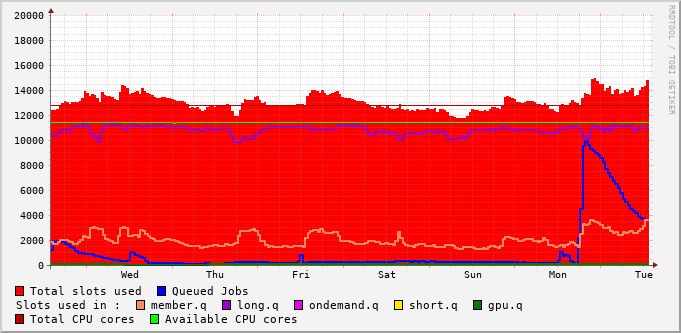 20000
18000
16000
14000
12000
10000
8000
6000
4000
2000
0
Wed Thu Fri Sat Sun Mon Tue
RRDTOOL / TOBI OETIKER
Total slots used Queued Jobs
Slots used in : member.q long.q ondemand.q short.q gpu.q
Total CPU cores Available CPU cores